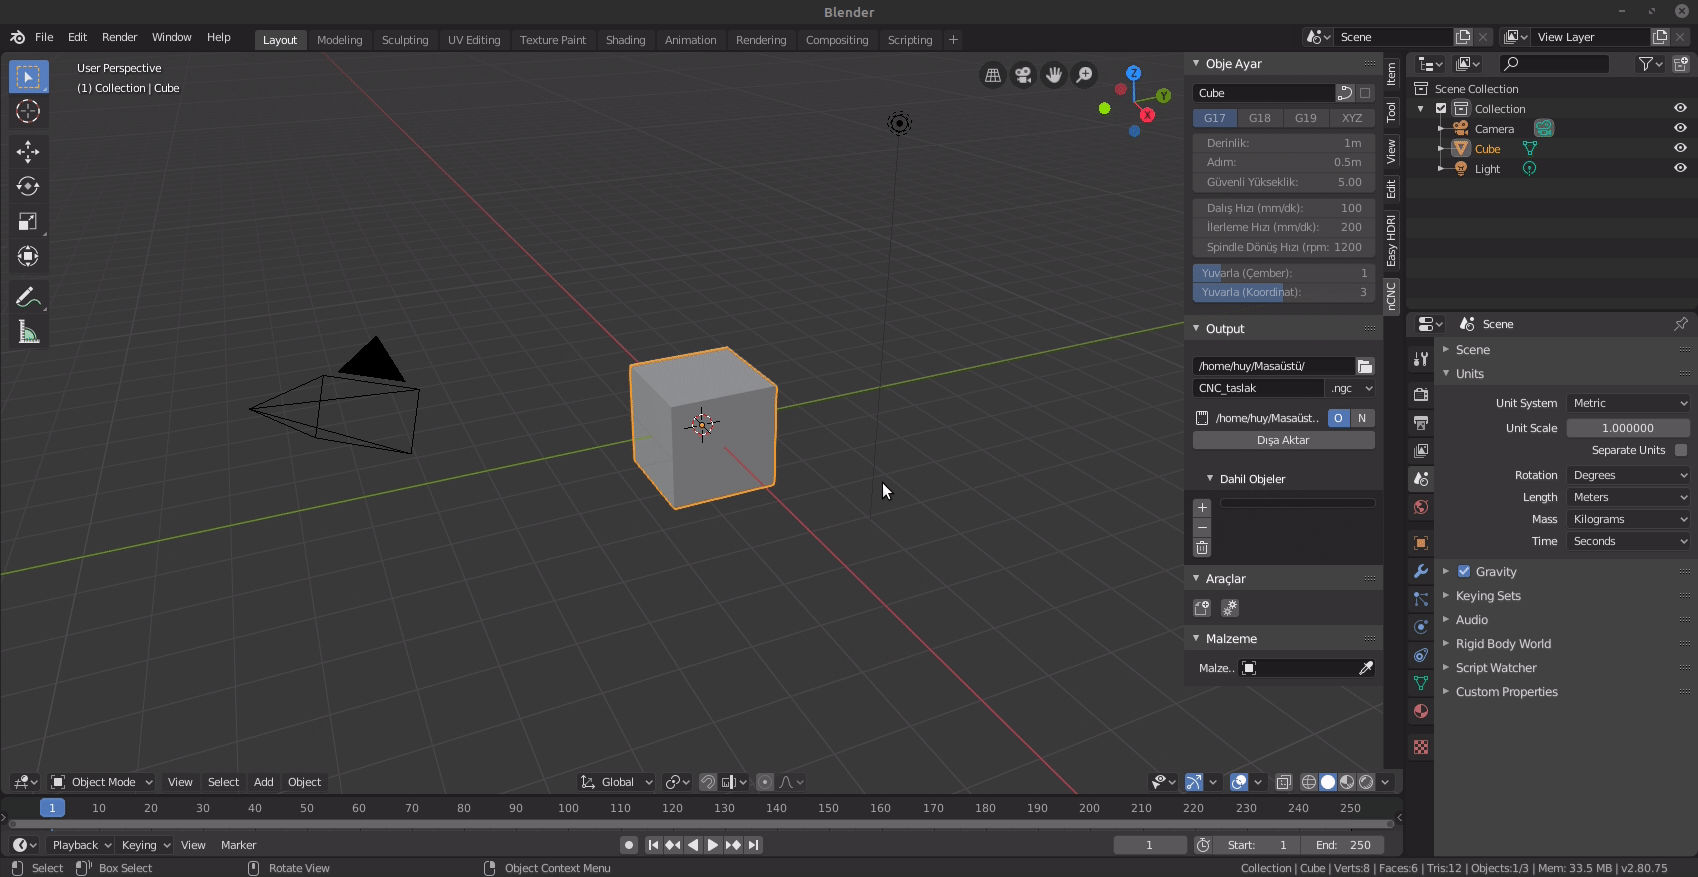 Blender
File Edit Render Window Help Layout Modeling Sculpting UV Editing Texture Paint Shading Animation Rendering Compositing Scripting + Scene View Layer
User Perspective
(1) Collection | Cube
Z
Y
X
Obje Ayar
Cube
G17 G18 G19 XYZ
Derinlik: 1m
Adım: 0.5m
Güvenli Yükseklik: 5.00
Dalış Hızı (mm/dk): 100
İlerleme Hızı (mm/dk): 200
Spindle Dönüş Hızı (rpm: 1200
Yuvarla (Çember): 1
Yuvarla (Koordinat): 3
Output
/home/huy/Masaüstü/
CNC_taslak .ngc
/home/huy/Masaüst.. O N
Dışa Aktar
Dahil Objeler
Araçlar
Malzeme
Malze..
Item
Tool
View
Edit
Easy HDRI
nCNC
Scene Collection
Collection
Camera
Cube
Light
Scene
Scene
Units
Unit System Metric
Unit Scale 1.000000
Separate Units
Rotation Degrees
Length Meters
Mass Kilograms
Time Seconds
Gravity
Keying Sets
Audio
Rigid Body World
Script Watcher
Custom Properties
Object Mode View Select Add Object Global
1 10 20 30 40 50 60 70 80 90 100 110 120 130 140 150 160 170 180 190 200 210 220 230 240 250
Playback Keying View Marker 1 Start: 1 End: 250
Select Box Select Rotate View Object Context Menu Collection | Cube | Verts:8 | Faces:6 | Tris:12 | Objects:1/3 | Mem: 33.5 MB | v2.80.75